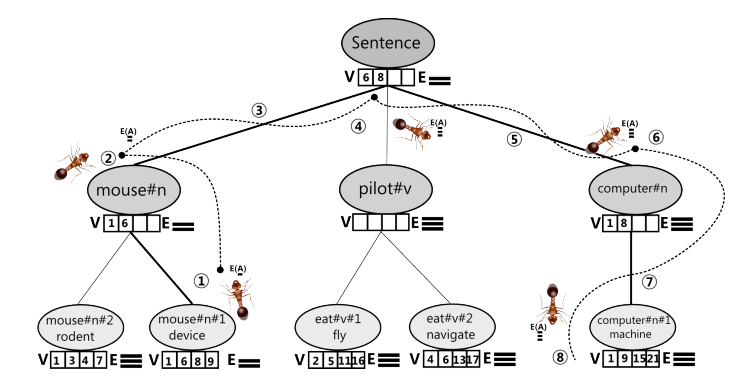 Sentence
V 6 8 E
③
E(A)
④
E(A)
⑤
E(A)
⑥
②
mouse#n
pilot#v
computer#n
V 1 6 E
V E
V 1 8 E
①
E(A)
⑦
mouse#n#2
rodent
mouse#n#1
device
eat#v#1
fly
eat#v#2
navigate
E(A)
computer#n#1
machine
⑧
V 1 3 4 7 E
V 1 6 8 9 E
V 2 5 11 16 E
V 4 6 13 17 E
V 1 9 15 21 E